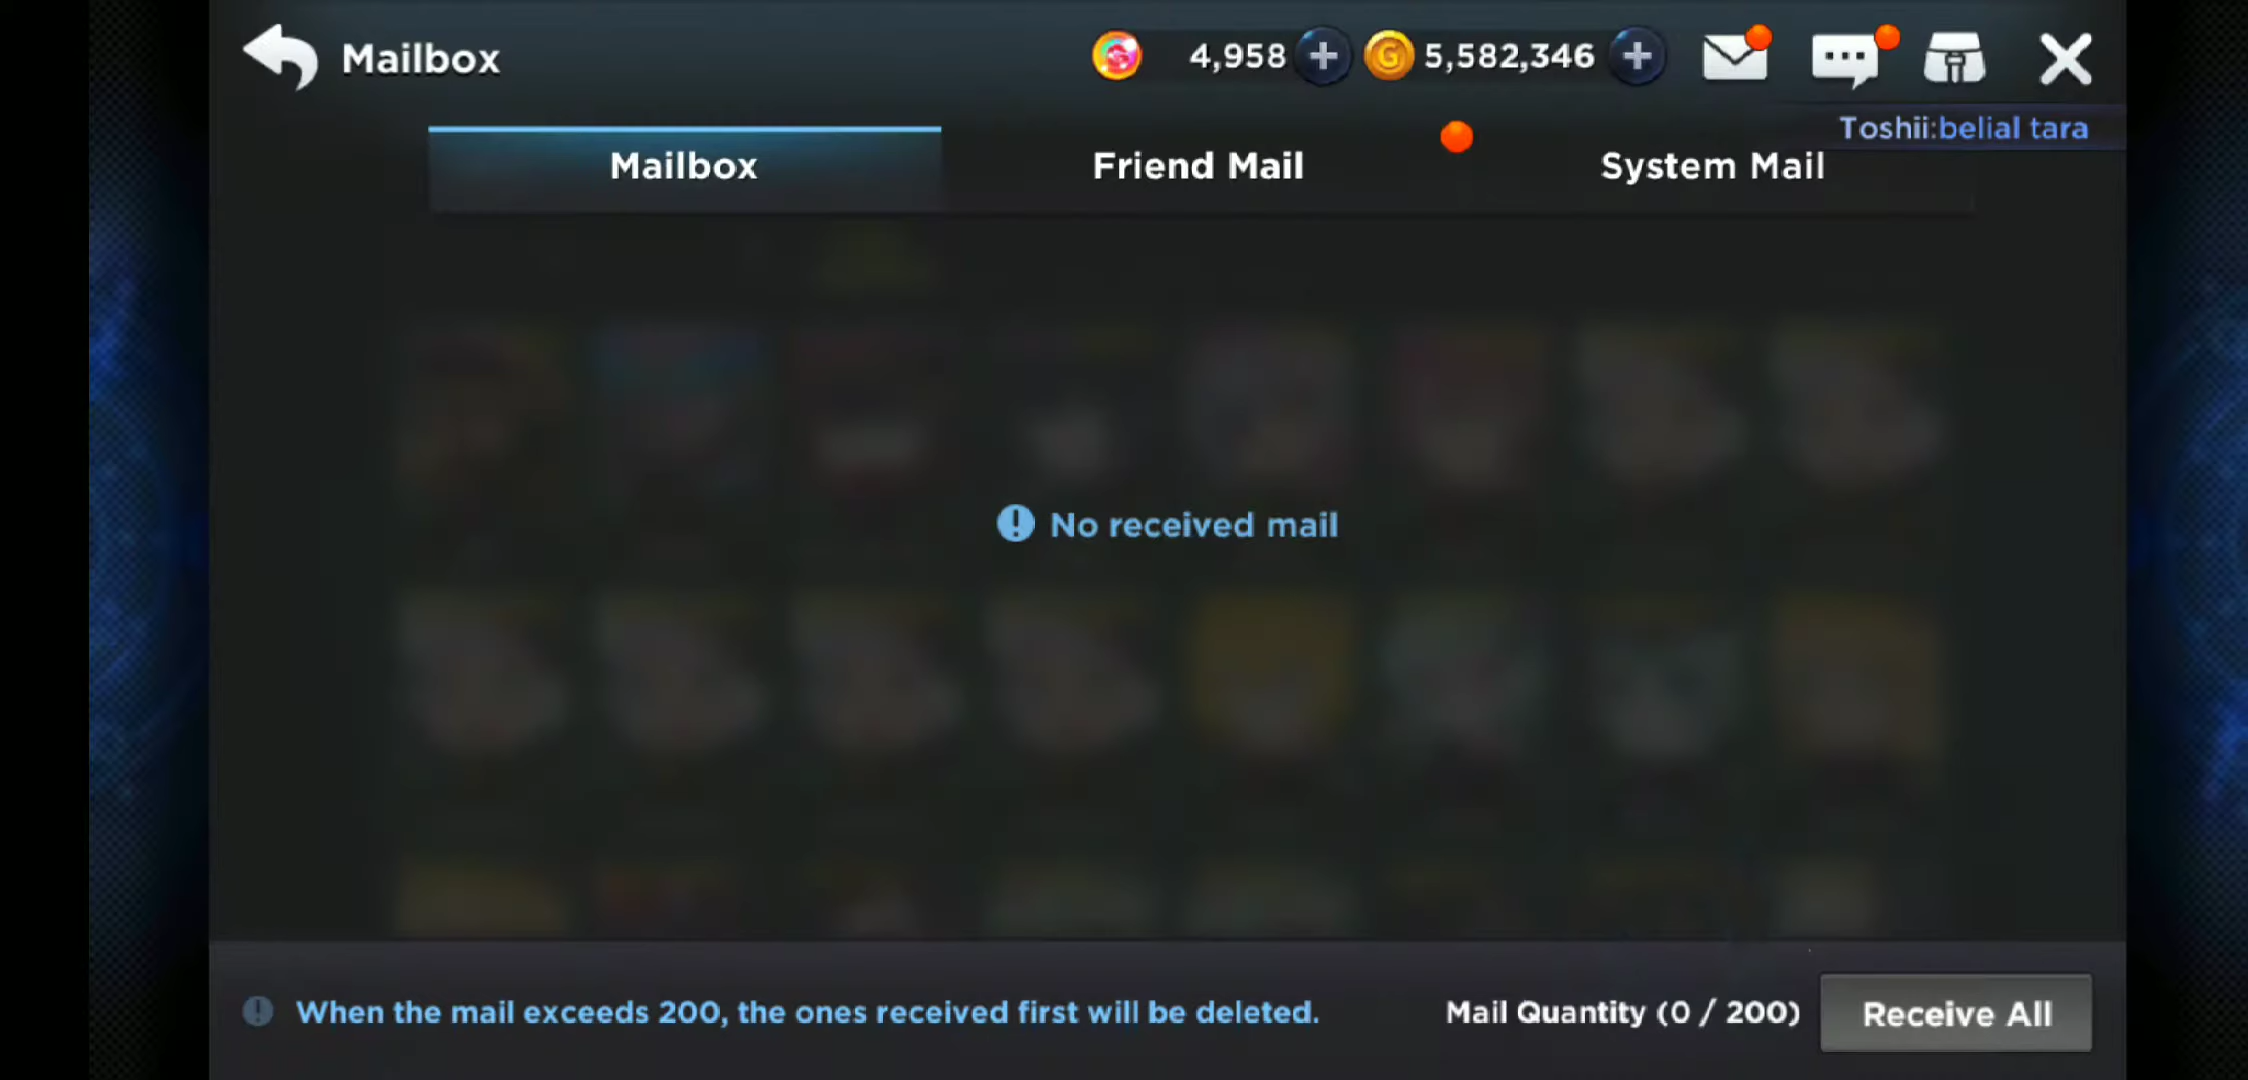 Mailbox
4,958
5,582,346
Toshii:belial tara
Mailbox
Friend Mail
System Mail
No received mail
When the mail exceeds 200, the ones received first will be deleted.
Mail Quantity (0 / 200)
Receive All